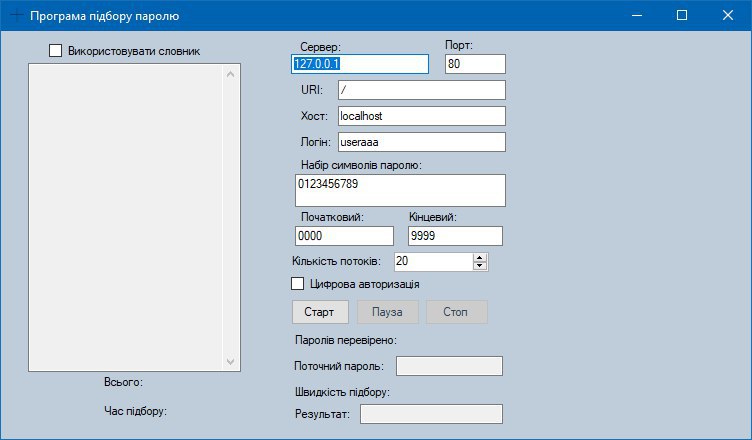 Програма підбору паролю
Використовувати словник
Сервер: Порт:
127.0.0.1 80
URI: /
Хост: localhost
Логін: useraaa
Набір символів паролю:
0123456789
Початковий: Кінцевий:
0000 9999
Кількість потоків: 20
Цифрова авторизація
Старт Пауза Стоп
Паролів перевірено:
Поточний пароль:
Всього:
Швидкість підбору:
Час підбору:
Результат: